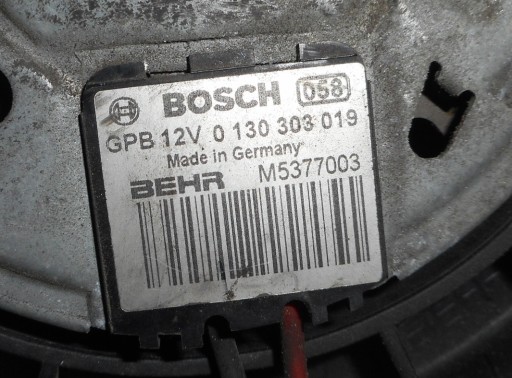 BOSCH 058
GPB 12V 0 130 303 019
Made in Germany
BEHR M5377003